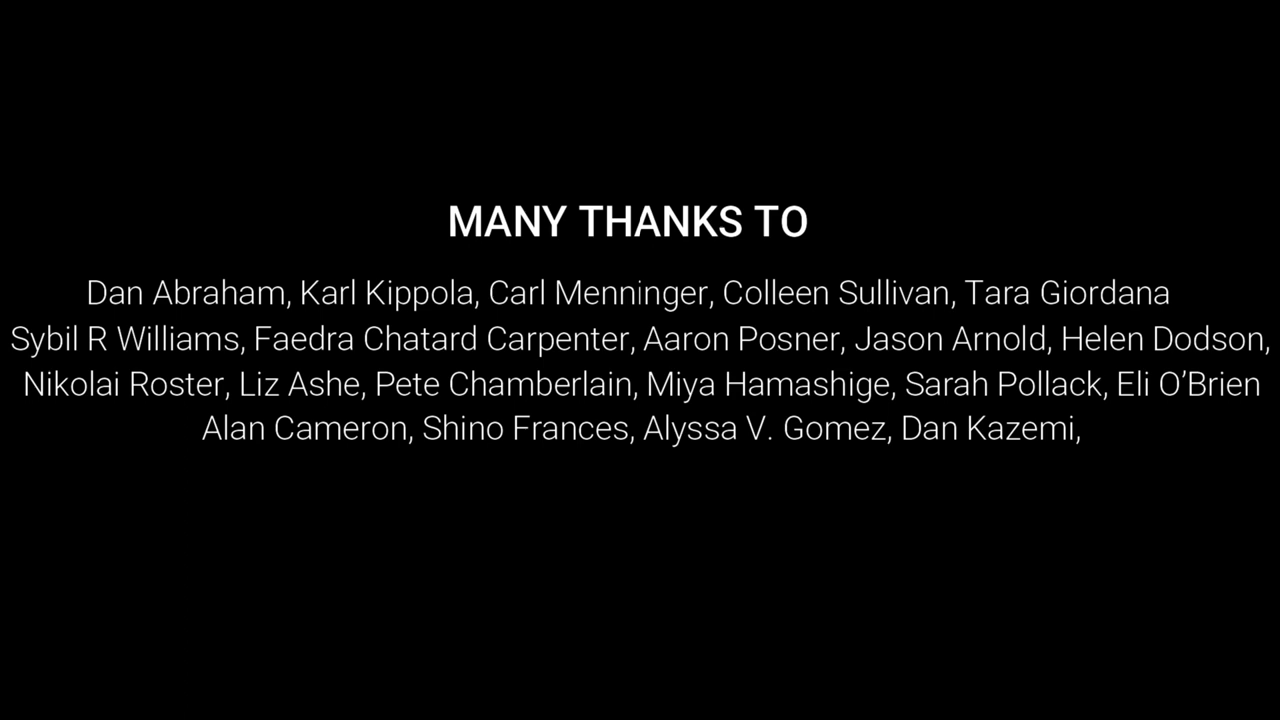 MANY THANKS TO
Dan Abraham, Karl Kippola, Carl Menninger, Colleen Sullivan, Tara Giordana
Sybil R Williams, Faedra Chatard Carpenter, Aaron Posner, Jason Arnold, Helen Dodson,
Nikolai Roster, Liz Ashe, Pete Chamberlain, Miya Hamashige, Sarah Pollack, Eli O’Brien
Alan Cameron, Shino Frances, Alyssa V. Gomez, Dan Kazemi,